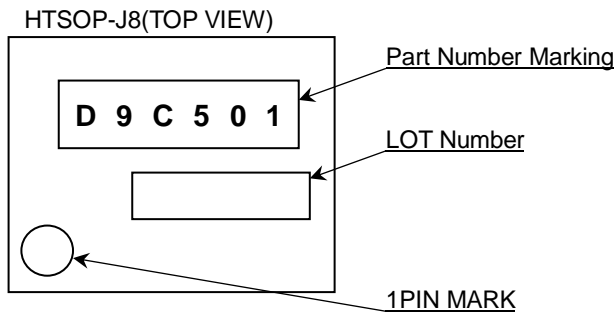 HTSOP-J8(TOP VIEW)
Part Number Marking
D 9 C 5 0 1
LOT Number
1PIN MARK